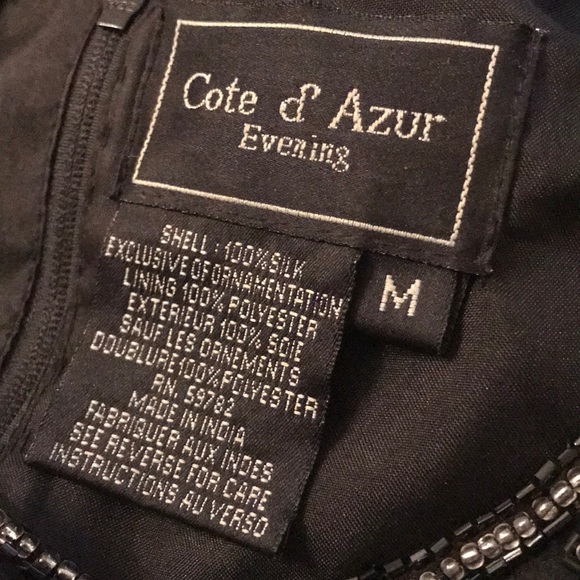 Cote d' Azur
Evening
M
SHELL: 100% SILK
EXCLUSIVE OF ORNAMENTATION
LINING 100% POLYESTER
EXTERIEUR 100% SOIE
SAUF LES ORNEMENTS
DOUBLURE 100% POLYESTER
RN. 59782
MADE IN INDIA
FABRIQUER AUX INDES
SEE REVERSE FOR CARE
INSTRUCTIONS AU VERSO